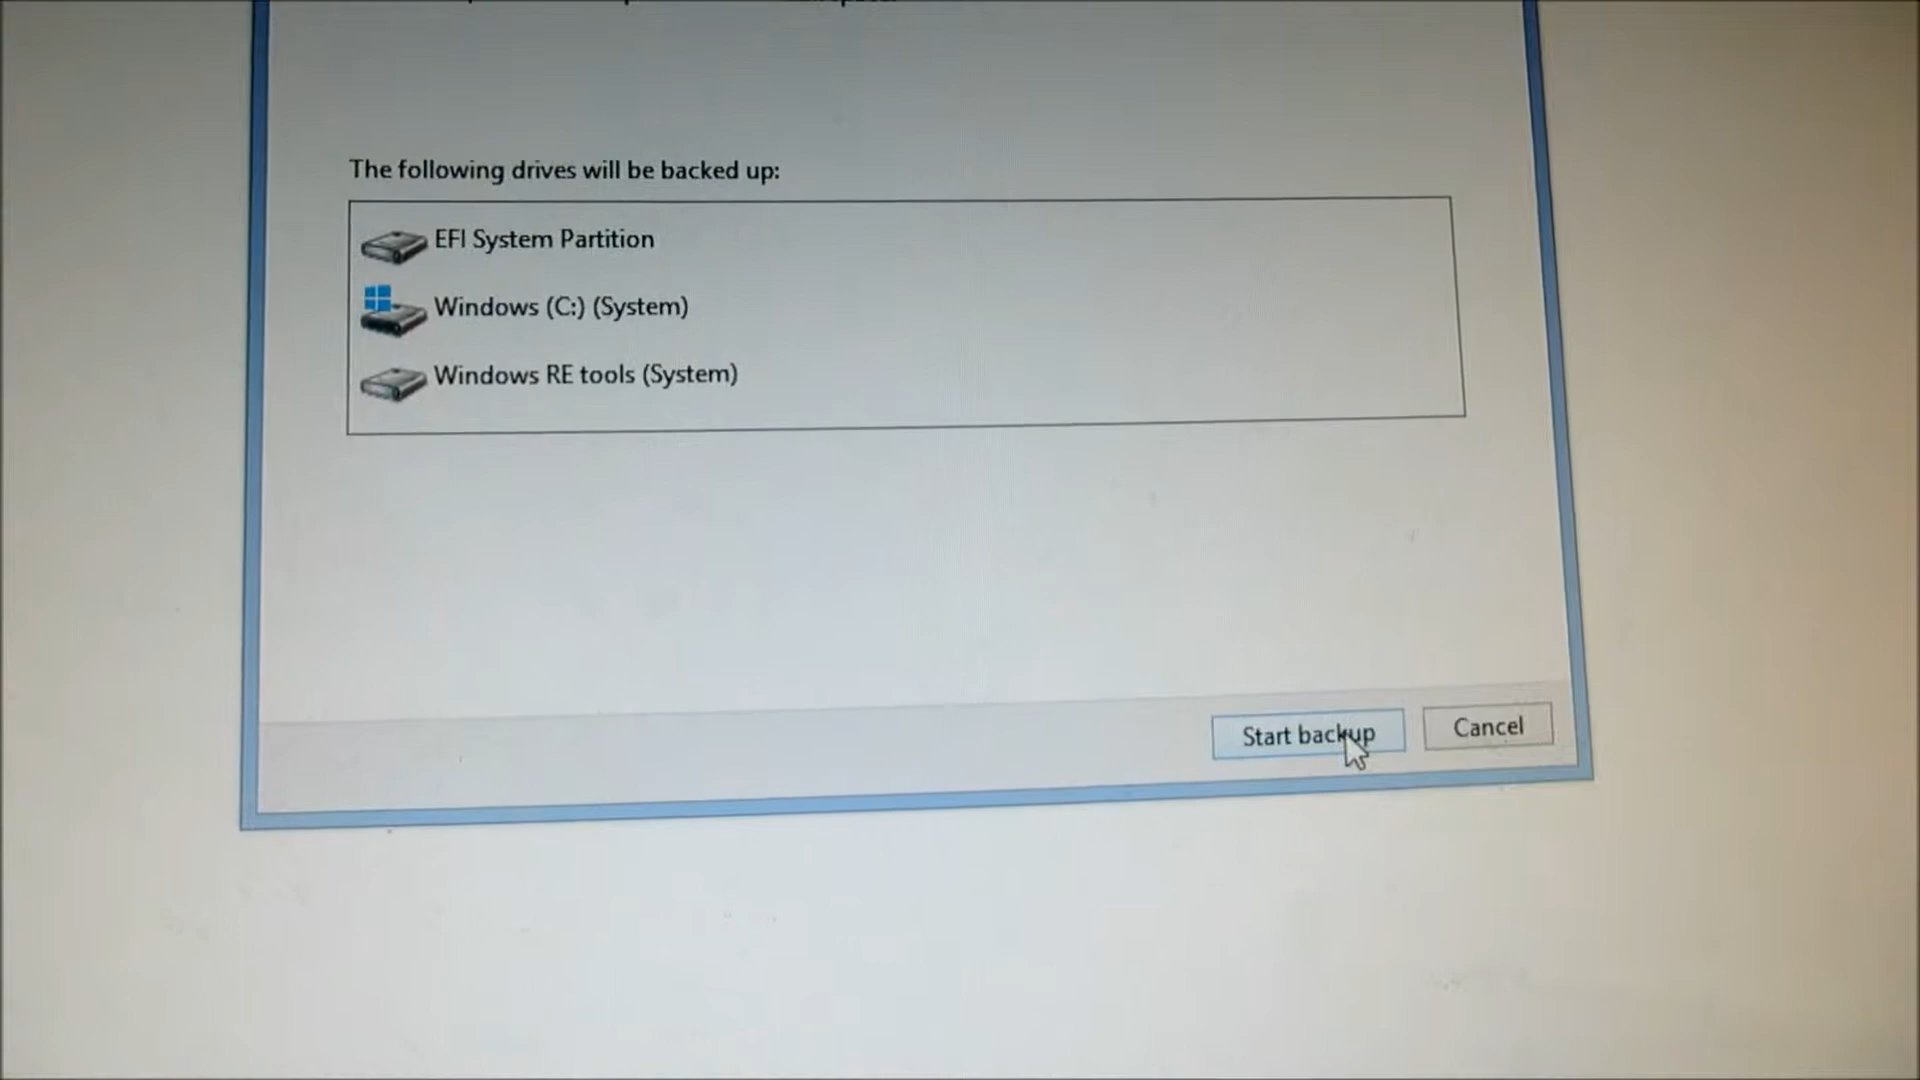 The following drives will be backed up:
EFI System Partition
Windows (C:) (System)
Windows RE tools (System)
Start backup
Cancel